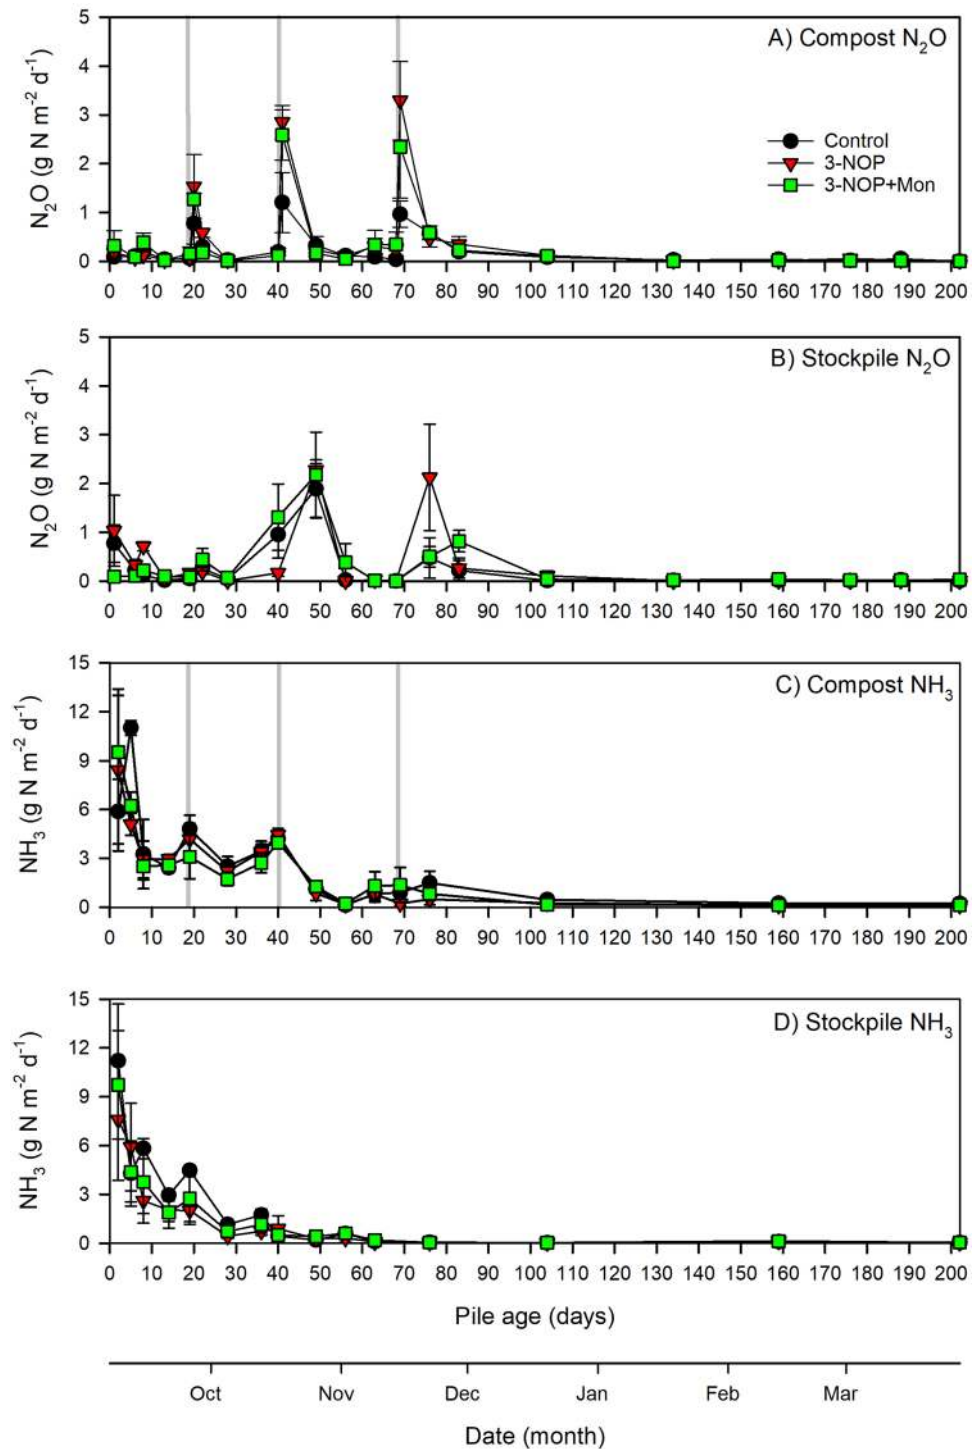 A) Compost N₂O
N₂O (g N m⁻² d⁻¹)
5
4
3
2
1
0
Control
3-NOP
3-NOP+Mon
0 10 20 30 40 50 60 70 80 90 100 110 120 130 140 150 160 170 180 190 200
B) Stockpile N₂O
N₂O (g N m⁻² d⁻¹)
5
4
3
2
1
0
0 10 20 30 40 50 60 70 80 90 100 110 120 130 140 150 160 170 180 190 200
C) Compost NH₃
NH₃ (g N m⁻² d⁻¹)
15
12
9
6
3
0
0 10 20 30 40 50 60 70 80 90 100 110 120 130 140 150 160 170 180 190 200
D) Stockpile NH₃
NH₃ (g N m⁻² d⁻¹)
15
12
9
6
3
0
0 10 20 30 40 50 60 70 80 90 100 110 120 130 140 150 160 170 180 190 200
Pile age (days)
Oct Nov Dec Jan Feb Mar
Date (month)